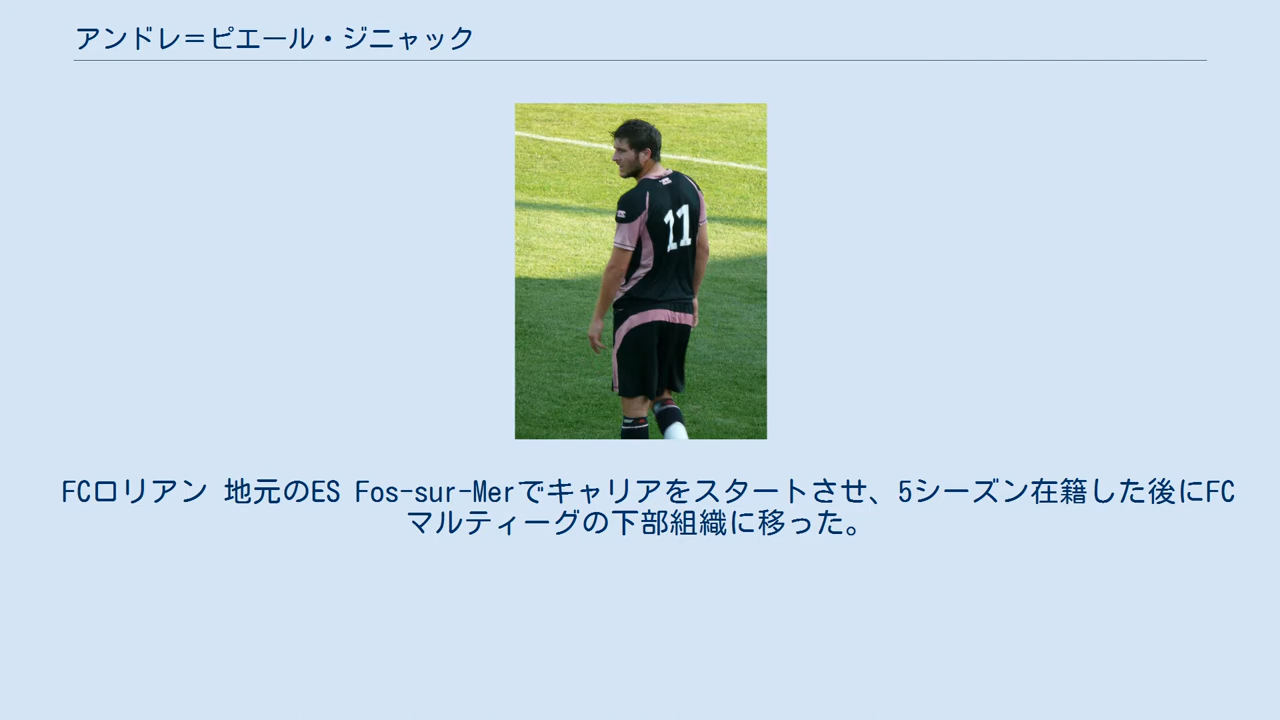 アンドレ＝ピエール・ジニャック
11
FCロリアン 地元のES Fos-sur-Merでキャリアをスタートさせ、5シーズン在籍した後にFC
マルティーグの下部組織に移った。